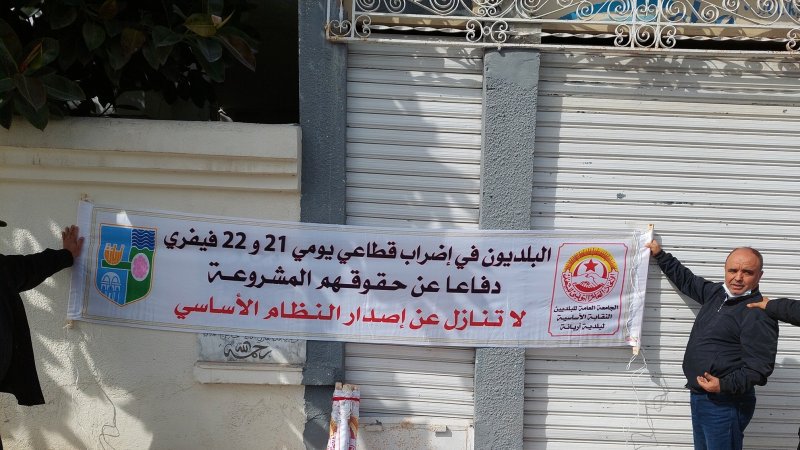 البلديون في إضراب قطاعي يومي 21 و 22 فيفري
دفاعا عن حقوقهم المشروعة
لا تنازل عن إصدار النظام الأساسي
الجامعة العامة للبلديين
النقابة الأساسية
لبلدية أريانة